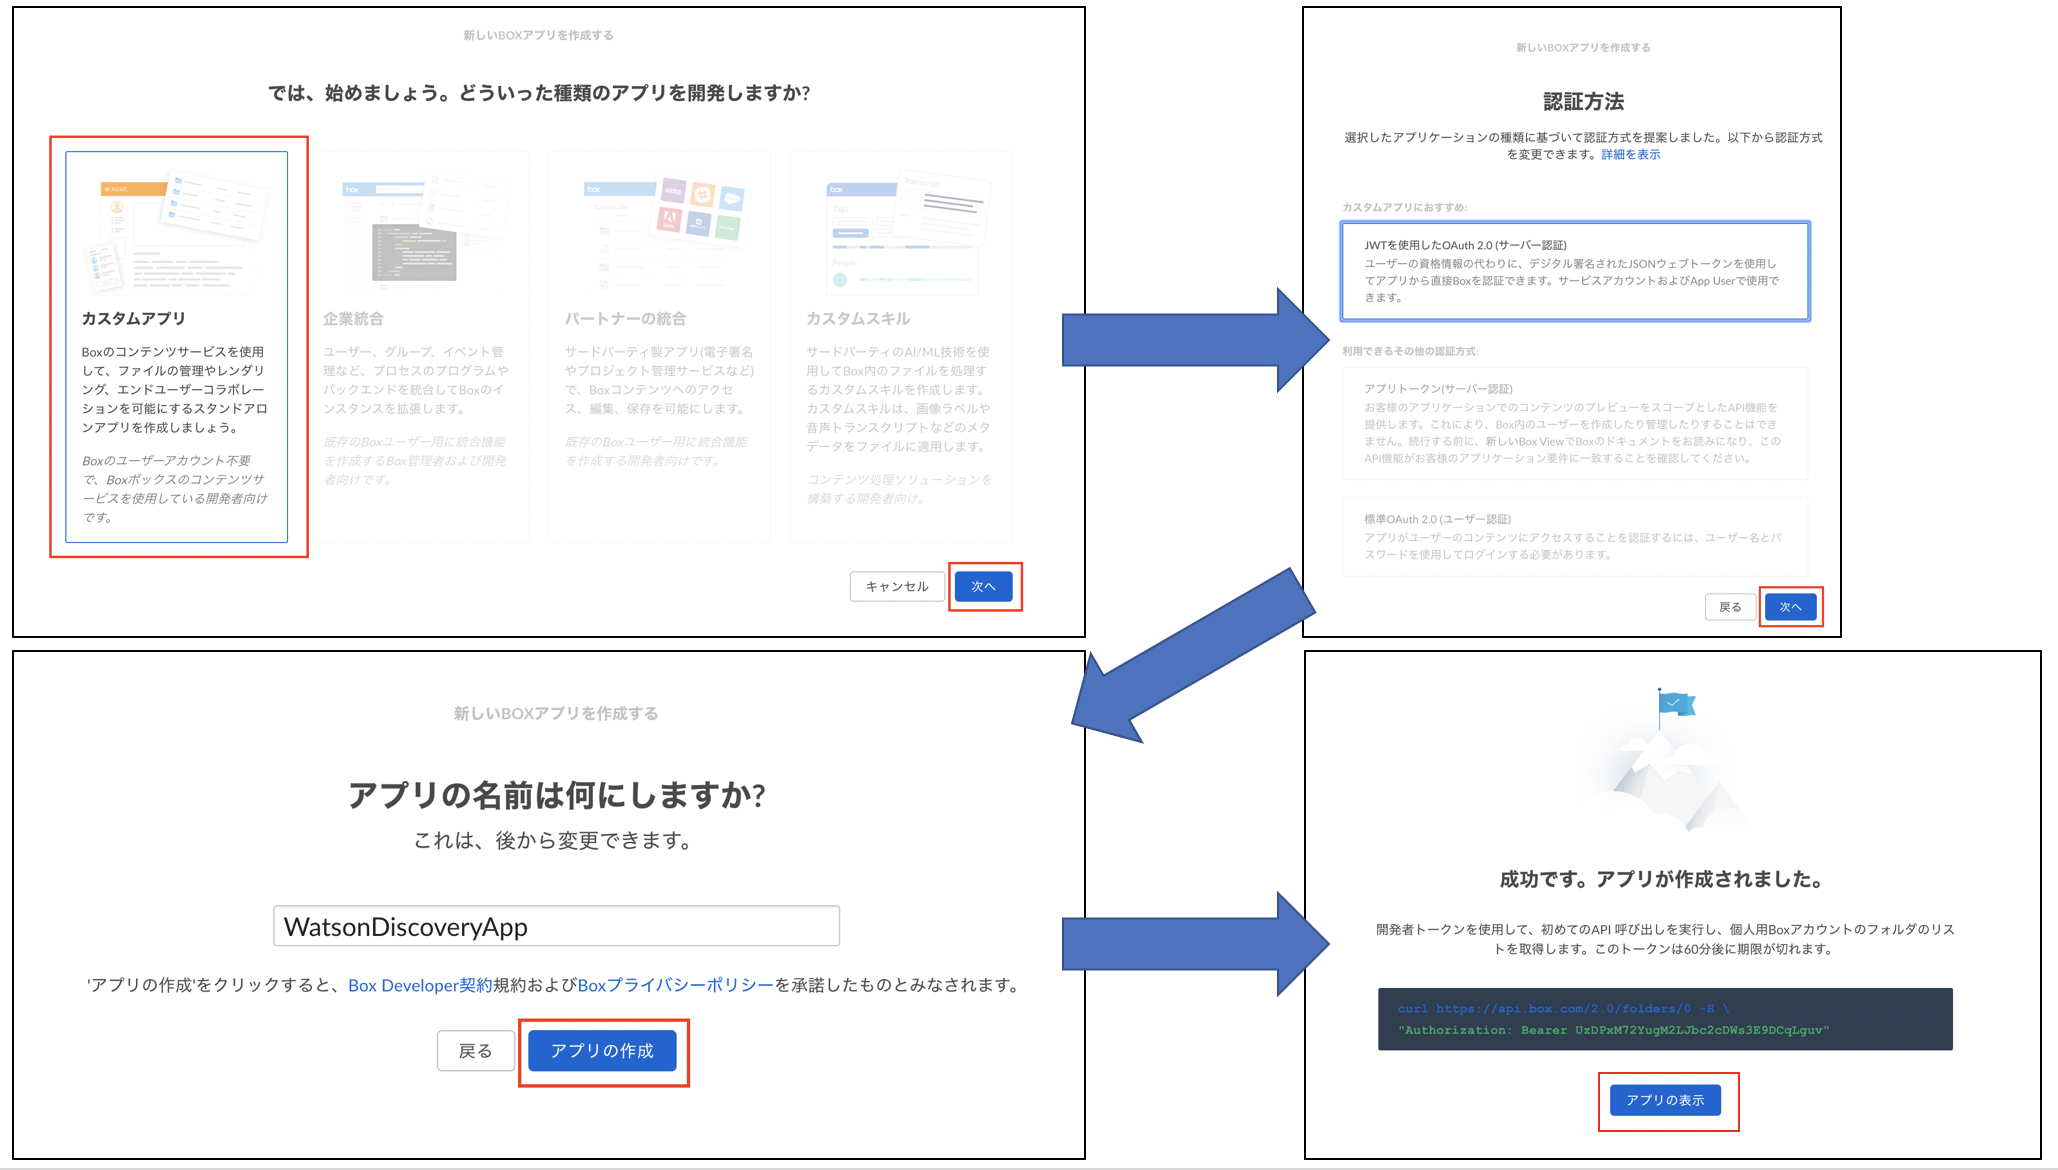 新しいBOXアプリを作成する
では、始めましょう。どういった種類のアプリを開発しますか?
ACME
カスタムアプリ
Boxのコンテンツサービスを使用
して、ファイルの管理やレンダリ
ング、エンドユーザーコラボレー
ションを可能にするスタンドアロ
ンアプリを作成しましょう。
Boxのユーザーアカウント不要
で、Boxボックスのコンテンツサ
ービスを使用している開発者向け
です。
box
企業統合
ユーザー、グループ、イベント管
理など、プロセスのプログラムや
バックエンドを統合してBoxのイ
ンスタンスを拡張します。
既存のBoxユーザー用に統合機能
を作成するBox管理者および開発
者向けです。
box
Choose File
okta
パートナーの統合
サードパーティ製アプリ(電子署名
やプロジェクト管理サービスなど)
で、Boxコンテンツへのアクセ
ス、編集、保存を可能にします。
既存のBoxユーザー用に統合機能
を作成する開発者向けです。
box
Transcript
Tags
People
カスタムスキル
サードパーティのAI/ML技術を使
用してBox内のファイルを処理す
るカスタムスキルを作成します。
カスタムスキルは、画像ラベルや
音声トランスクリプトなどのメタ
データをファイルに適用します。
コンテンツ処理ソリューションを
構築する開発者向け。
キャンセル
次へ
新しいBOXアプリを作成する
認証方法
選択したアプリケーションの種類に基づいて認証方式を提案しました。以下から認証方式
を変更できます。詳細を表示
カスタムアプリにおすすめ:
JWTを使用したOAuth 2.0 (サーバー認証)
ユーザーの資格情報の代わりに、デジタル署名されたJSONウェブトークンを使用し
てアプリから直接Boxを認証できます。サービスアカウントおよびApp Userで使用で
きます。
利用できるその他の認証方式:
アプリトークン(サーバー認証)
お客様のアプリケーションでのコンテンツのプレビューをスコープとしたAPI機能を
提供します。これにより、Box内のユーザーを作成したり管理したりすることはでき
ません。続行する前に、新しいBox ViewでBoxのドキュメントをお読みになり、この
API機能がお客様のアプリケーション要件に一致することを確認してください。
標準OAuth 2.0 (ユーザー認証)
アプリがユーザーのコンテンツにアクセスすることを認証するには、ユーザー名とパ
スワードを使用してログインする必要があります。
戻る
次へ
新しいBOXアプリを作成する
アプリの名前は何にしますか?
これは、後から変更できます。
WatsonDiscoveryApp
'アプリの作成'をクリックすると、Box Developer契約規約およびBoxプライバシーポリシーを承諾したものとみなされます。
戻る
アプリの作成
成功です。アプリが作成されました。
開発者トークンを使用して、初めてのAPI 呼び出しを実行し、個人用Boxアカウントのフォルダのリス
トを取得します。このトークンは60分後に期限が切れます。
curl https://api.box.com/2.0/folders/0 -H \
"Authorization: Bearer UzDPxM72YugM2LJbc2cDWs3E9DCqLguv"
アプリの表示